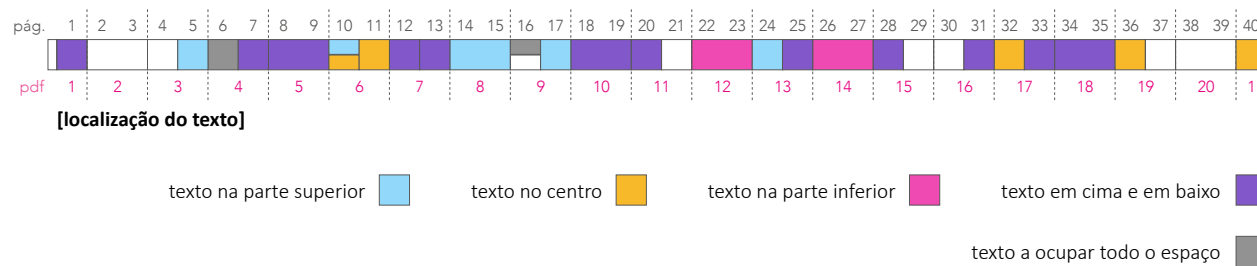 pág. 1 2 3 4 5 6 7 8 9 10 11 12 13 14 15 16 17 18 19 20 21 22 23 24 25 26 27 28 29 30 31 32 33 34 35 36 37 38 39 40
pdf 1 2 3 4 5 6 7 8 9 10 11 12 13 14 15 16 17 18 19 20 1
[localização do texto]
texto na parte superior texto no centro texto na parte inferior texto em cima e em baixo
texto a ocupar todo o espaço